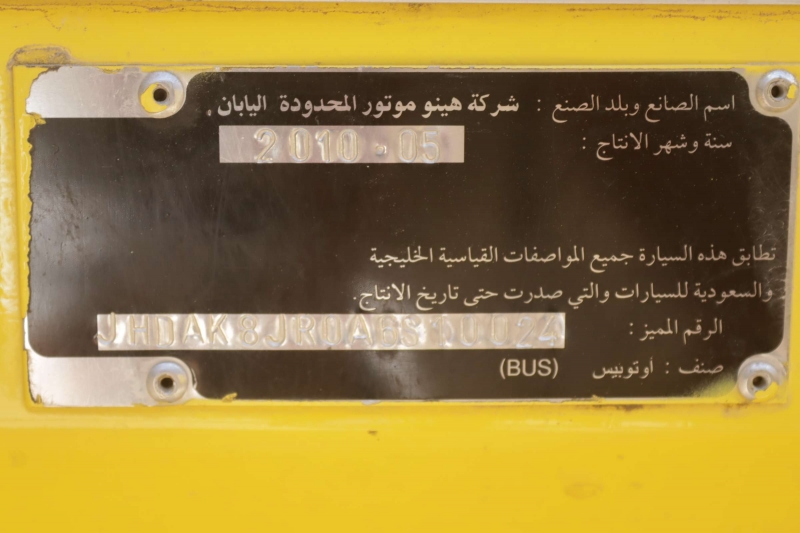 اسم الصانع وبلد الصنع : شركة هينو موتور المحدودة اليابان.
سنة وشهر الانتاج : 2010-05
تطابق هذه السيارة جميع المواصفات القياسية الخليجية
والسعودية للسيارات والتي صدرت حتى تاريخ الانتاج.
الرقم المميز :
صنف : أوتوبيس (BUS)